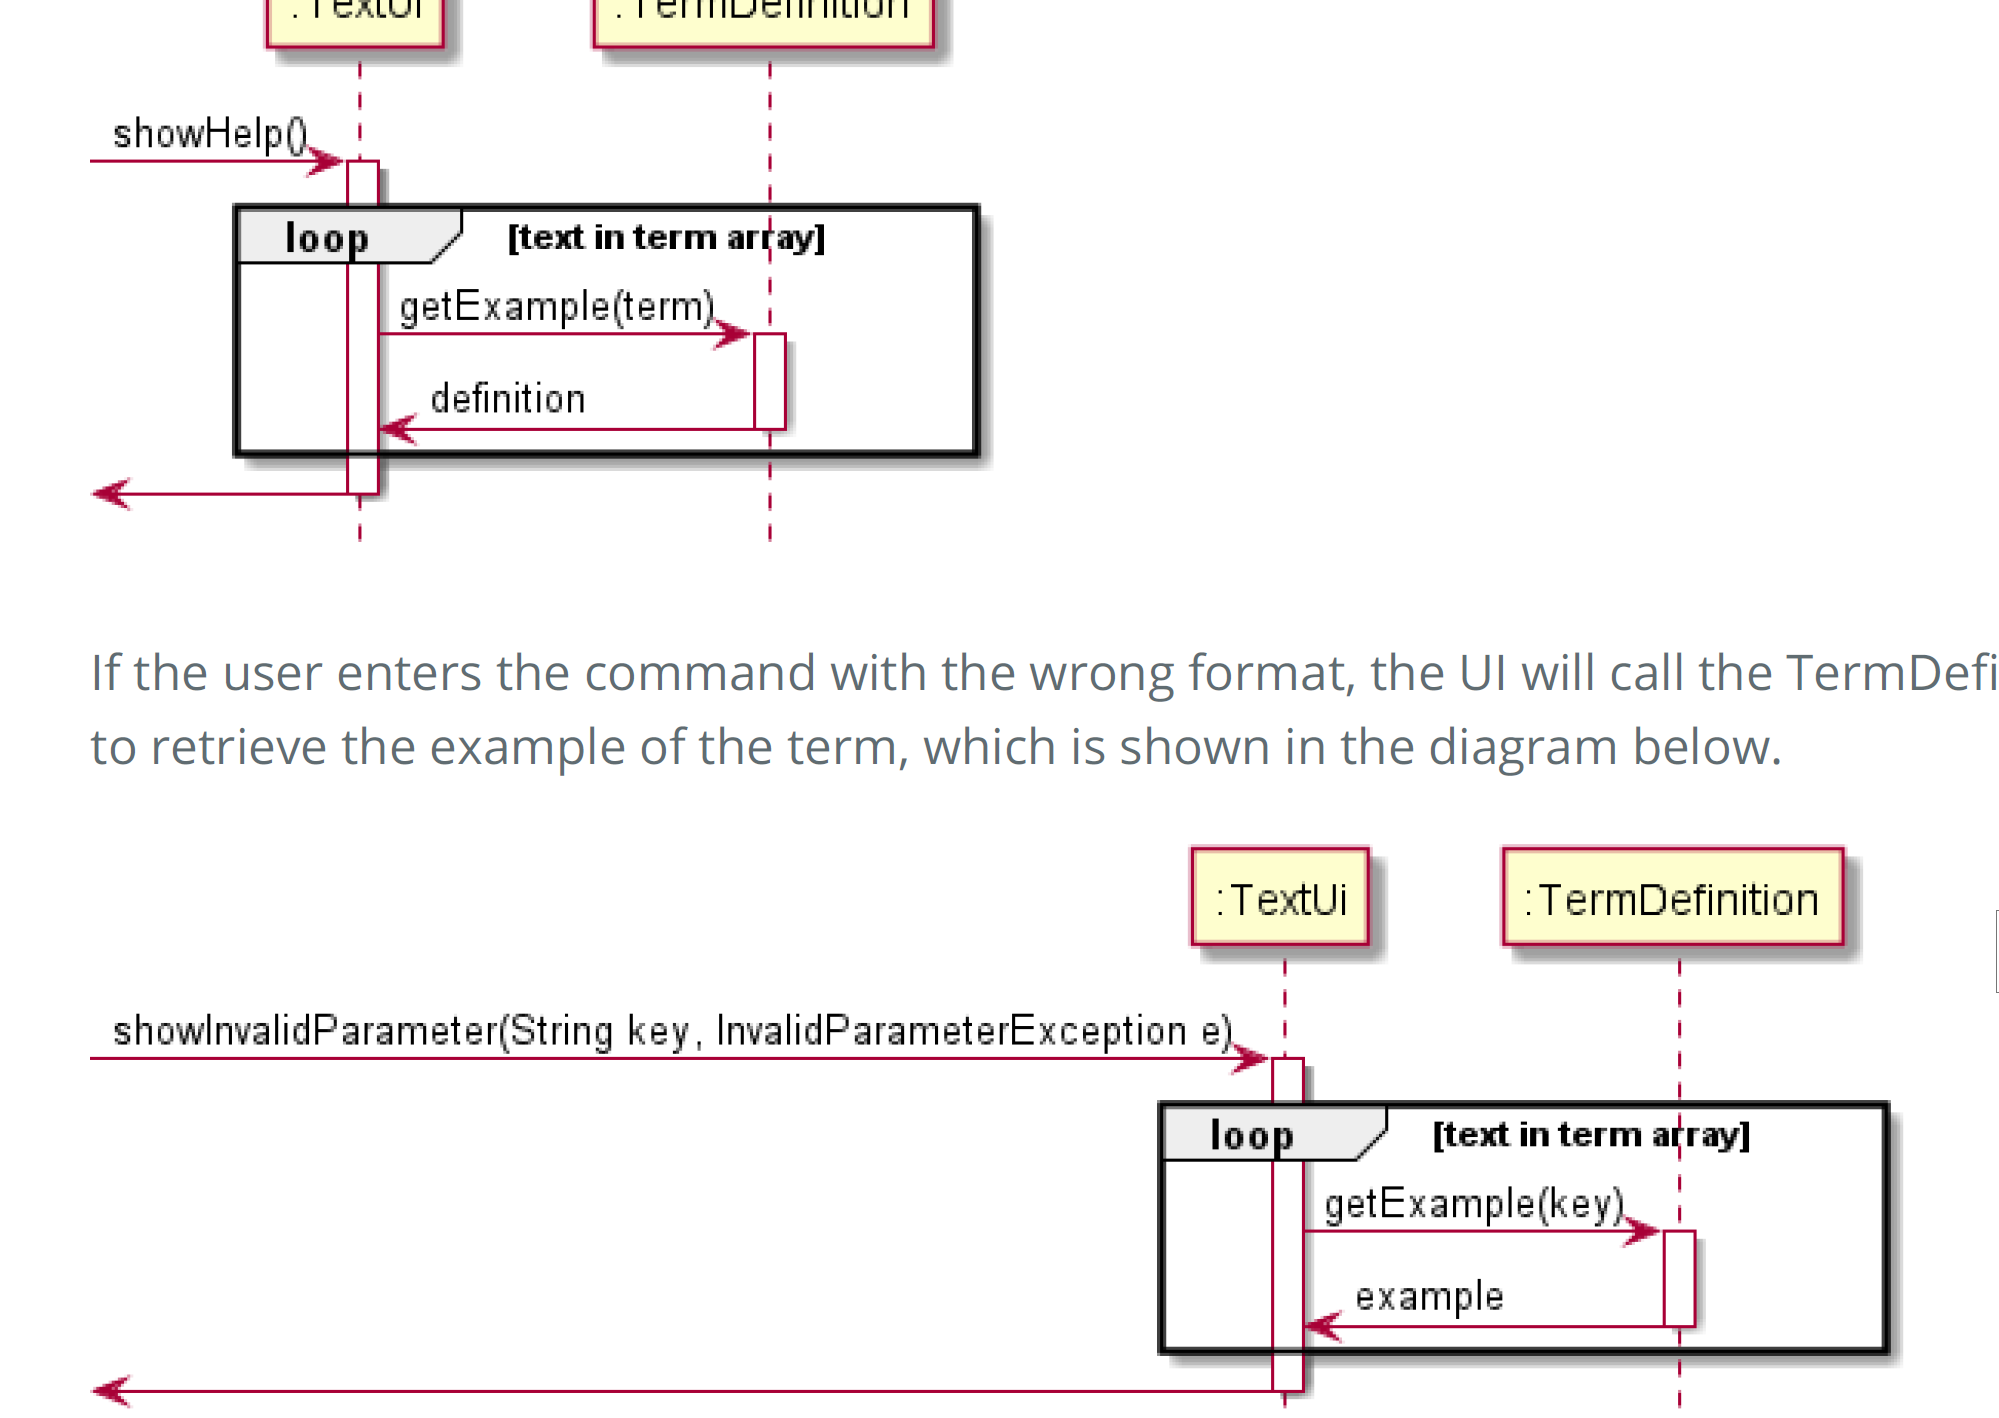 :TextUi :TermDefinition
showHelp()
loop [text in term array]
getExample(term)
definition
If the user enters the command with the wrong format, the UI will call the TermDefi
to retrieve the example of the term, which is shown in the diagram below.
:TextUi :TermDefinition
showInvalidParameter(String key, InvalidParameterException e)
loop [text in term array]
getExample(key)
example